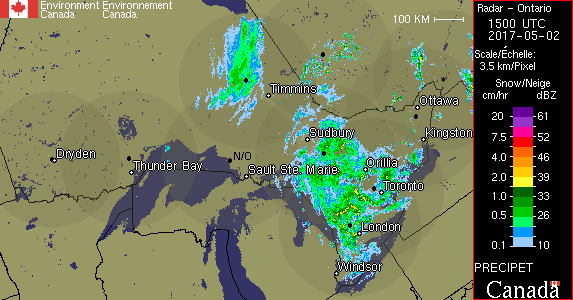 Environment Environnement
Canada Canada
100 KM
Radar - Ontario
1500 UTC
2017-05-02
Scale/Échelle:
3.5 km/Pixel
Snow/Neige
cm/hr dBZ
20 61
7.5 52
4.0 46
2.0 39
1.0 33
0.5 26
0.1 10
PRECIPET
Canada
Timmins
Ottawa
Sudbury
Kingston
Dryden
N/O
Thunder Bay
Orillia
Sault Ste. Marie
Toronto
London
Windsor